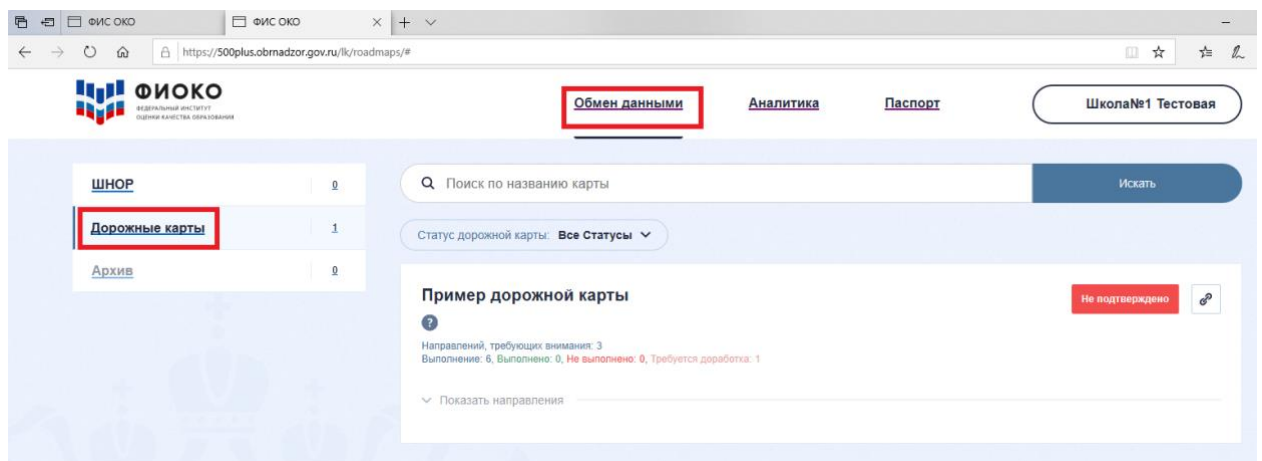 ФИС ОКО
ФИС ОКО
https://500plus.obrnadzor.gov.ru/lk/roadmaps/#
ФИОКО
ФЕДЕРАЛЬНЫЙ ИНСТИТУТ
ОЦЕНКИ КАЧЕСТВА ОБРАЗОВАНИЯ
Обмен данными
Аналитика
Паспорт
Школа№1 Тестовая
ШНОР 0
Дорожные карты 1
Архив 0
Поиск по названию карты
Искать
Статус дорожной карты: Все Статусы
Пример дорожной карты
Не подтверждено
?
Направлений, требующих внимания: 3
Выполнение: 6, Выполнено: 0, Не выполнено: 0, Требуется доработка: 1
Показать направления